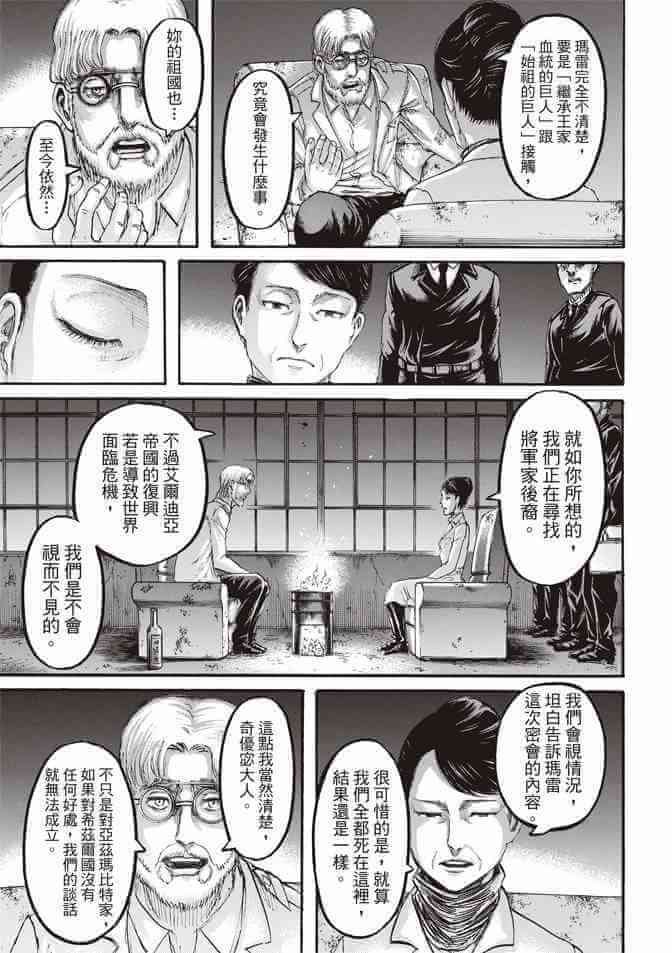 瑪雷完全不清楚，
要是「繼承王家
血統的巨人」跟
「始祖的巨人」接觸，
究竟會發生什麼事。
妳的
祖國也…
至今依然…
就如你所想的，
我們正在尋找
將軍家後裔。
不過艾爾迪亞
帝國的復興
若是導致世界
面臨危機，
我們是不會
視而不見的。
我們會視情況，
坦白告訴瑪雷
這次密會的內容。
很可惜的是，就算
我們全都死在這裡，
結果還是一樣。
這點我當然清楚，
奇優宓大人。
不只是對亞茲瑪比特家，
如果對希茲爾國沒有
任何好處，我們的談話
就無法成立。